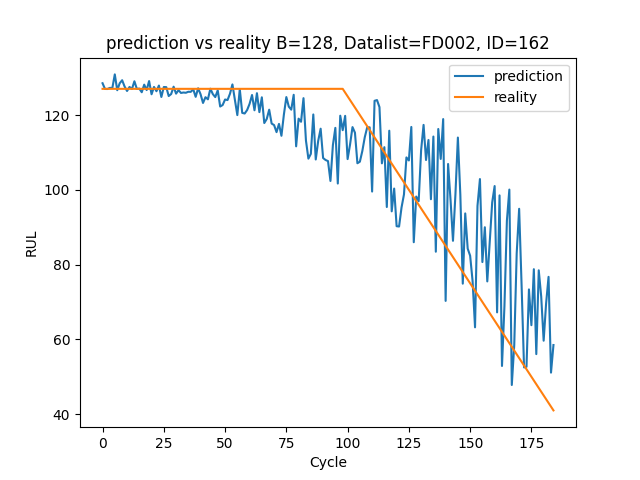 prediction vs reality B=128, Datalist=FD002, ID=162
prediction
reality
RUL
120
100
80
60
40
0 25 50 75 100 125 150 175
Cycle